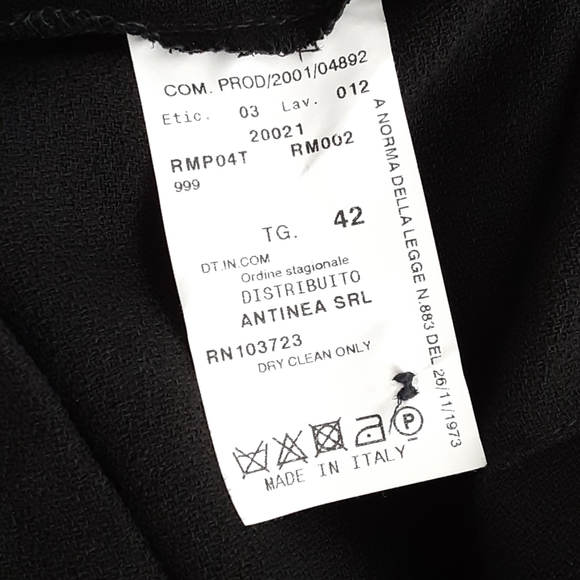 COM. PROD/2001/04892
Etic. 03 Lav. 012
20021
RMP04T RM002
999
TG. 42
DT.IN.COM
Ordine stagionale
DISTRIBUITO
ANTINEA SRL
RN103723
DRY CLEAN ONLY
P
MADE IN ITALY
A NORMA DELLA LEGGE N.883 DEL 26/11/1973